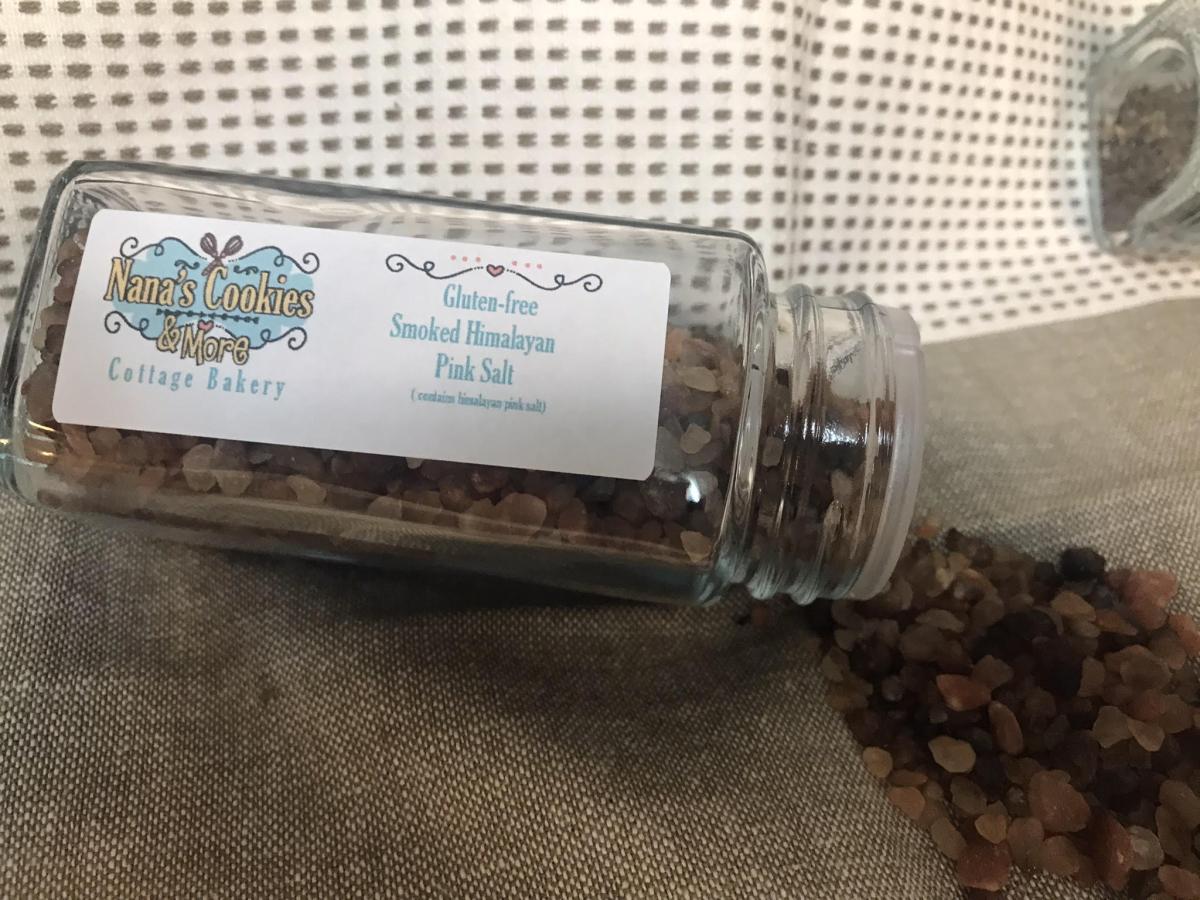 Nana's Cookies
& More
Cottage Bakery
Gluten-free
Smoked Himalayan
Pink Salt
( contains himalayan pink salt)